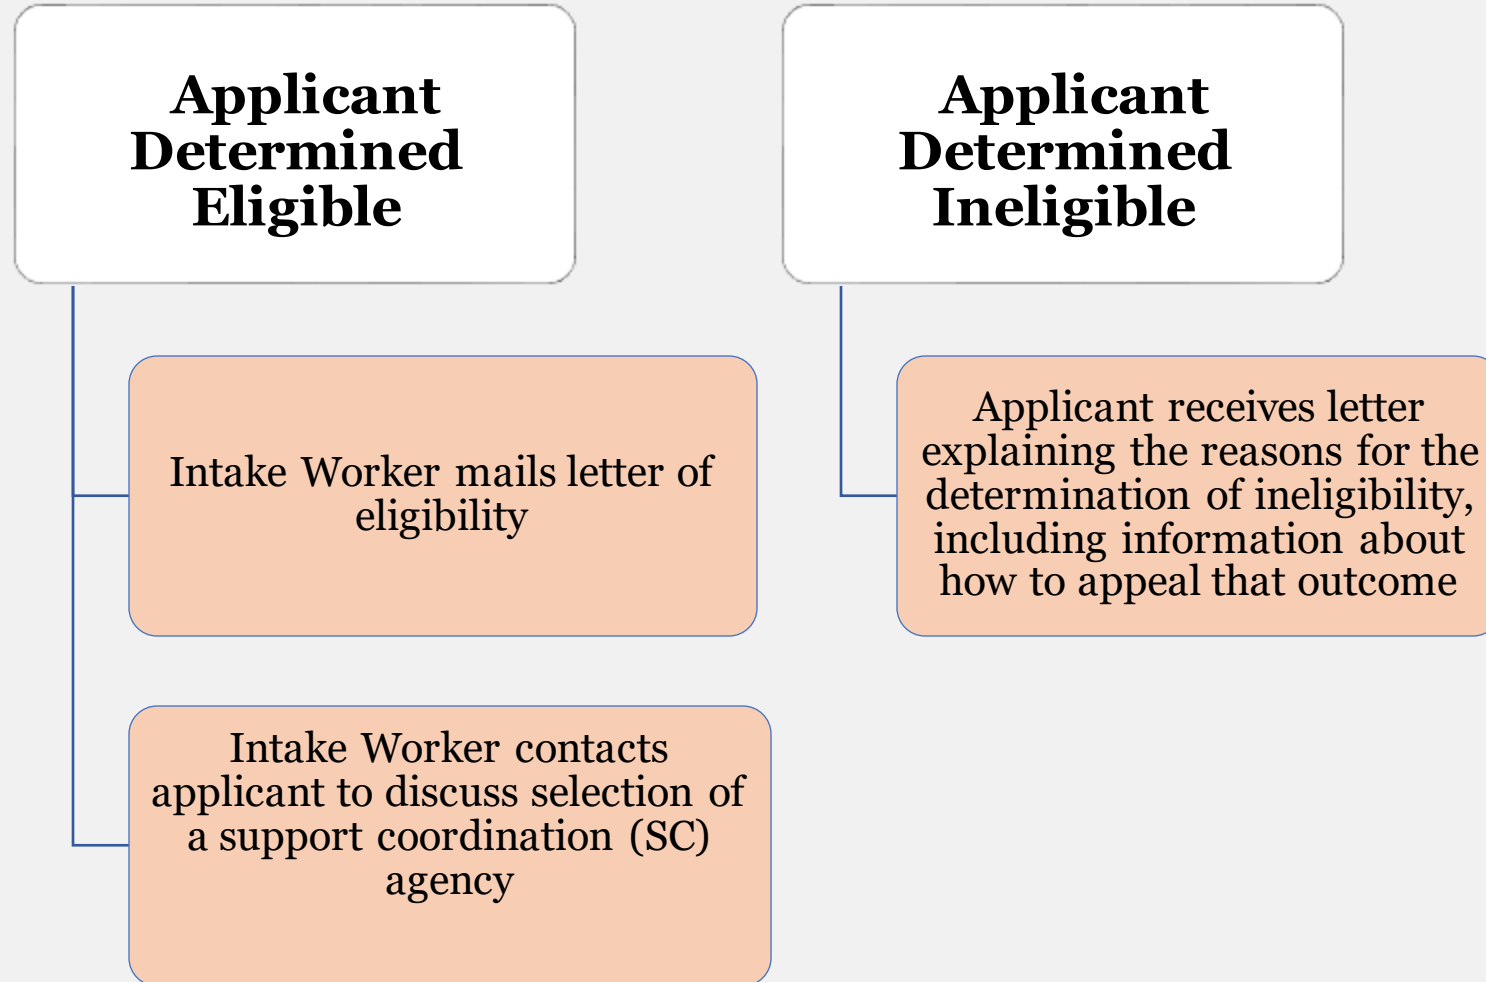 Applicant
Determined
Eligible
Intake Worker mails letter of
eligibility
Intake Worker contacts
applicant to discuss selection of
a support coordination (SC)
agency
Applicant
Determined
Ineligible
Applicant receives letter
explaining the reasons for the
determination of ineligibility,
including information about
how to appeal that outcome